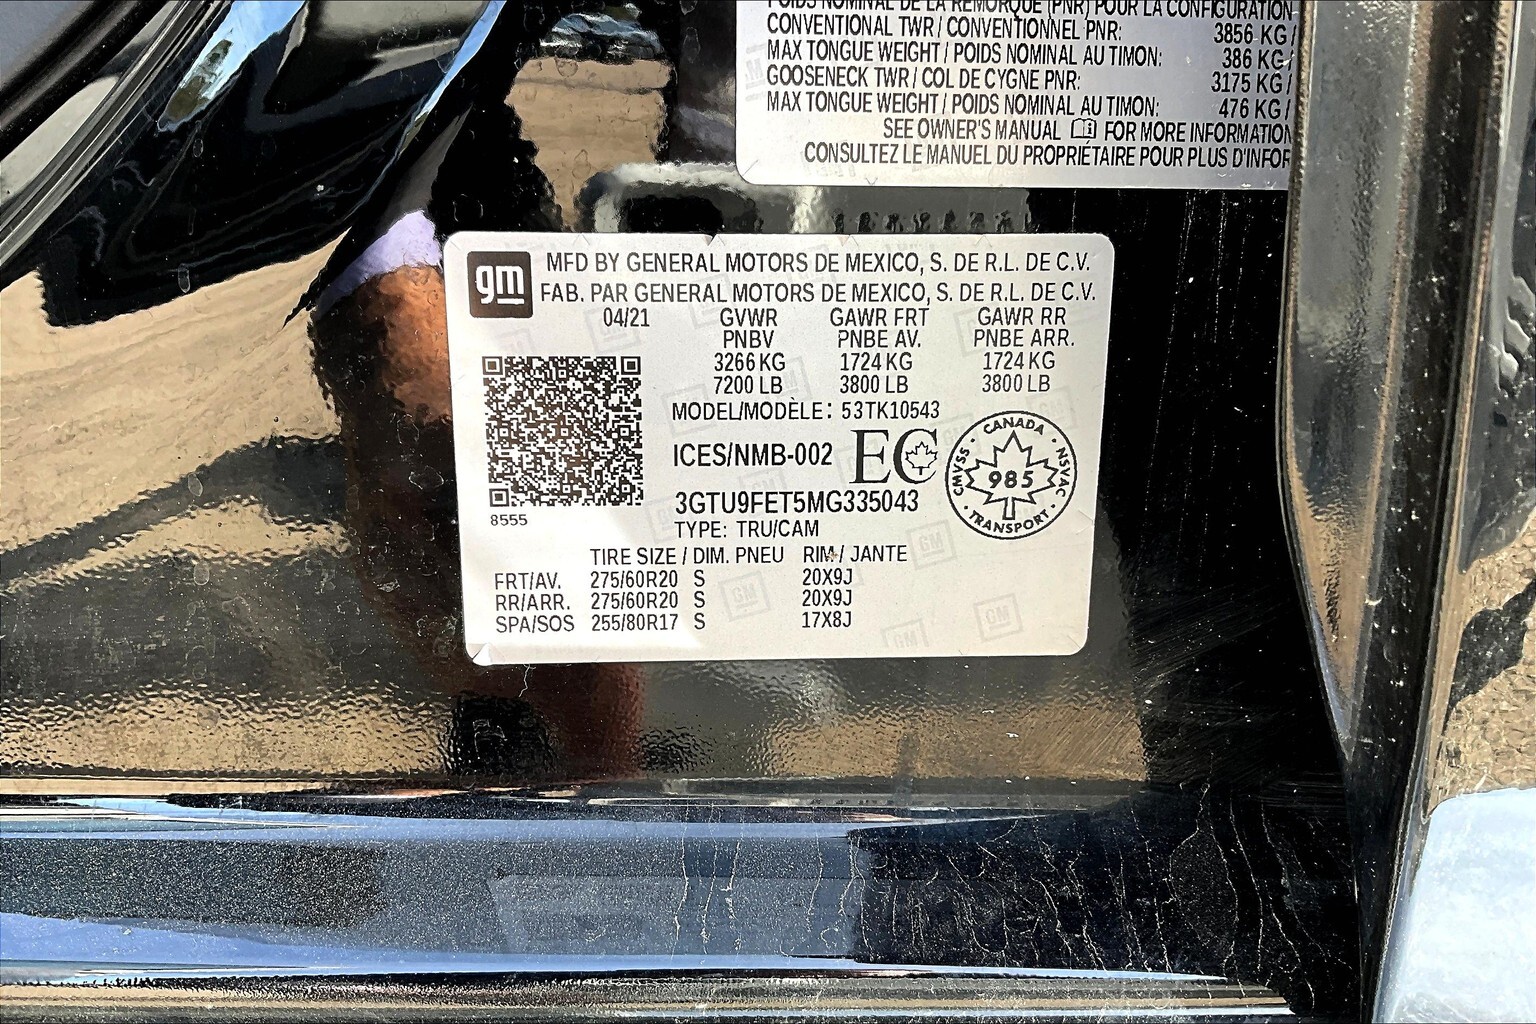 POIDS NOMINAL DE LA REMORQUE (PNR) POUR LA CONFIGURATION
CONVENTIONAL TWR / CONVENTIONNEL PNR: 3856 KG /
MAX TONGUE WEIGHT / POIDS NOMINAL AU TIMON: 386 KG /
GOOSENECK TWR / COL DE CYGNE PNR: 3175 KG /
MAX TONGUE WEIGHT / POIDS NOMINAL AU TIMON: 476 KG /
SEE OWNER'S MANUAL FOR MORE INFORMATION
CONSULTEZ LE MANUEL DU PROPRIÉTAIRE POUR PLUS D'INFOR
gm
MFD BY GENERAL MOTORS DE MEXICO, S. DE R.L. DE C.V.
FAB. PAR GENERAL MOTORS DE MEXICO, S. DE R.L. DE C.V.
04/21 GVWR GAWR FRT GAWR RR
PNBV PNBE AV. PNBE ARR.
3266 KG 1724 KG 1724 KG
7200 LB 3800 LB 3800 LB
MODEL/MODÈLE: 53TK10543
ICES/NMB-002 EC
CANADA
CMVSS 985 NSVAC
TRANSPORT
3GTU9FET5MG335043
8555
TYPE: TRU/CAM
TIRE SIZE / DIM. PNEU RIM / JANTE
FRT/AV. 275/60R20 S 20X9J
RR/ARR. 275/60R20 S 20X9J
SPA/SOS 255/80R17 S 17X8J